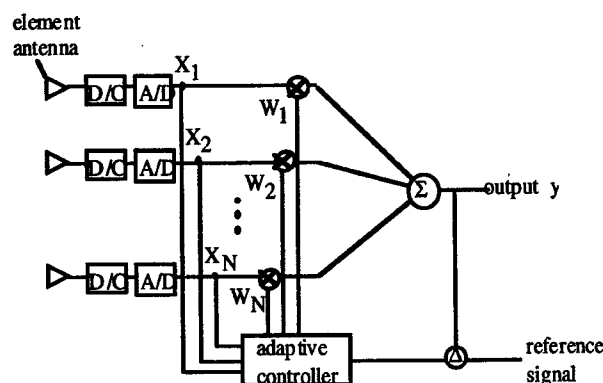 element
antenna
X1
D/C A/D
W1
X2
D/C A/D
W2
XN
D/C A/D
WN
Σ
output y
adaptive
controller
Δ
reference
signal